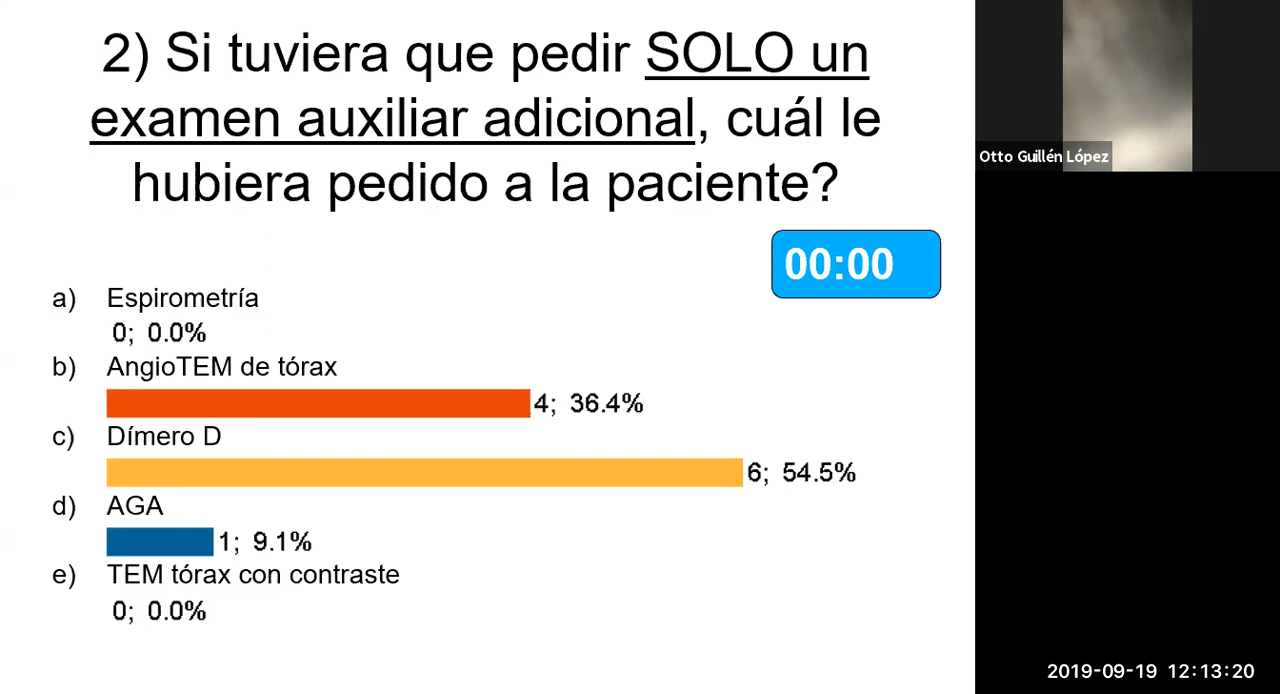 2) Si tuviera que pedir SOLO un
examen auxiliar adicional, cuál le
hubiera pedido a la paciente?
00:00
a) Espirometría
0; 0.0%
b) AngioTEM de tórax
4; 36.4%
c) Dímero D
6; 54.5%
d) AGA
1; 9.1%
e) TEM tórax con contraste
0; 0.0%
Otto Guillén López
2019-09-19 12:13:20